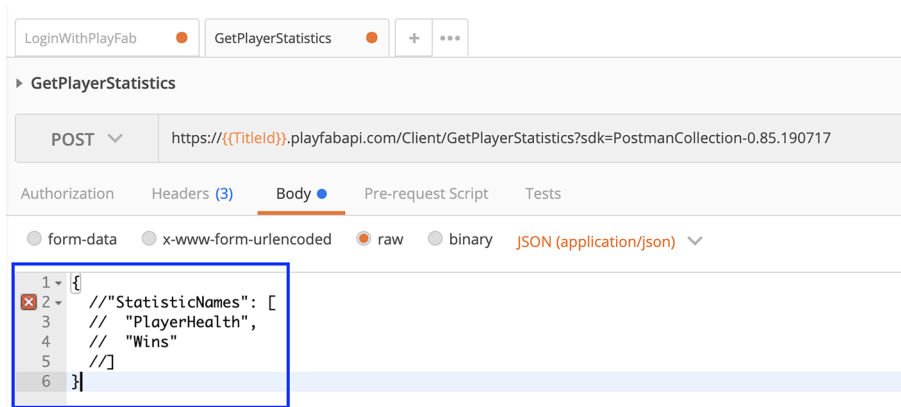 LoginWithPlayFab GetPlayerStatistics + •••
GetPlayerStatistics
POST https://{{TitleId}}.playfabapi.com/Client/GetPlayerStatistics?sdk=PostmanCollection-0.85.190717
Authorization Headers (3) Body Pre-request Script Tests
form-data x-www-form-urlencoded raw binary JSON (application/json)
1 {
2 //"StatisticNames": [
3 // "PlayerHealth",
4 // "Wins"
5 //]
6 }